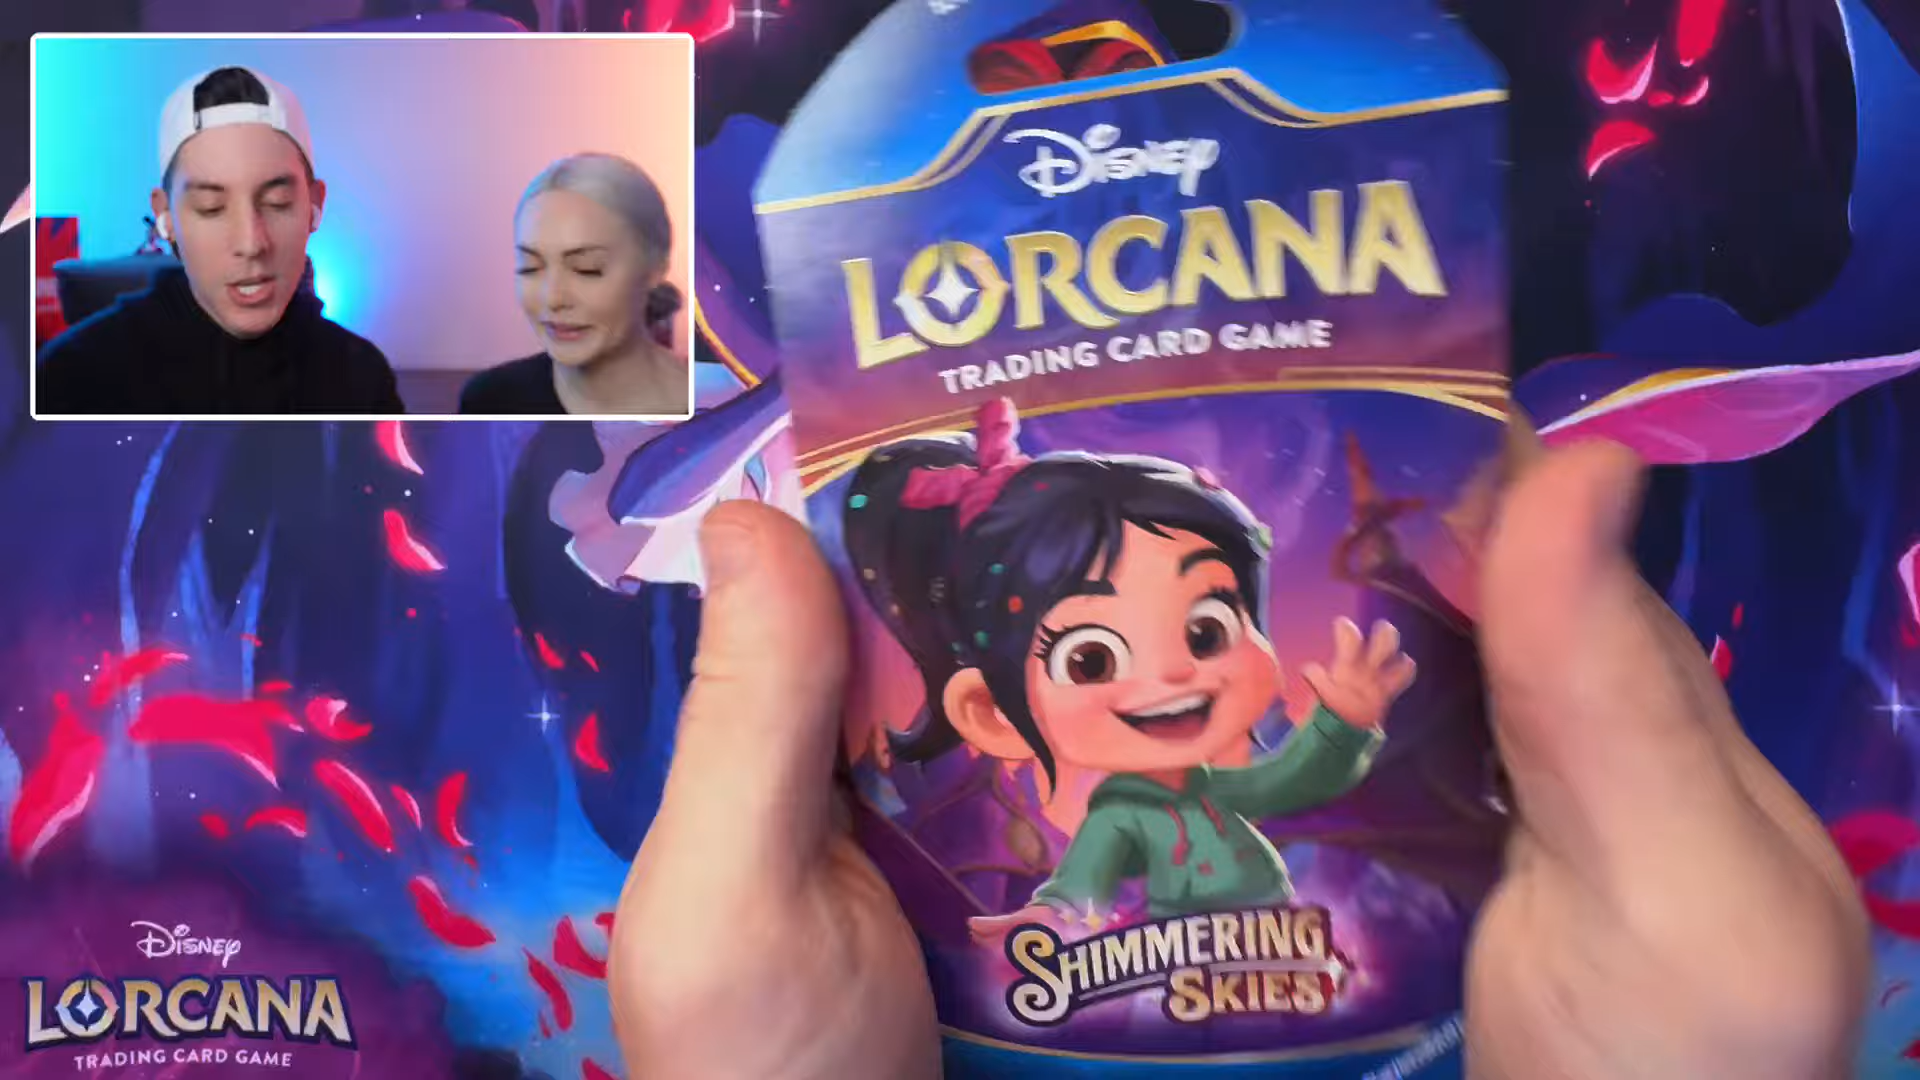 Disney
LORCANA
TRADING CARD GAME
SHIMMERING
SKIES
Disney
LORCANA
TRADING CARD GAME